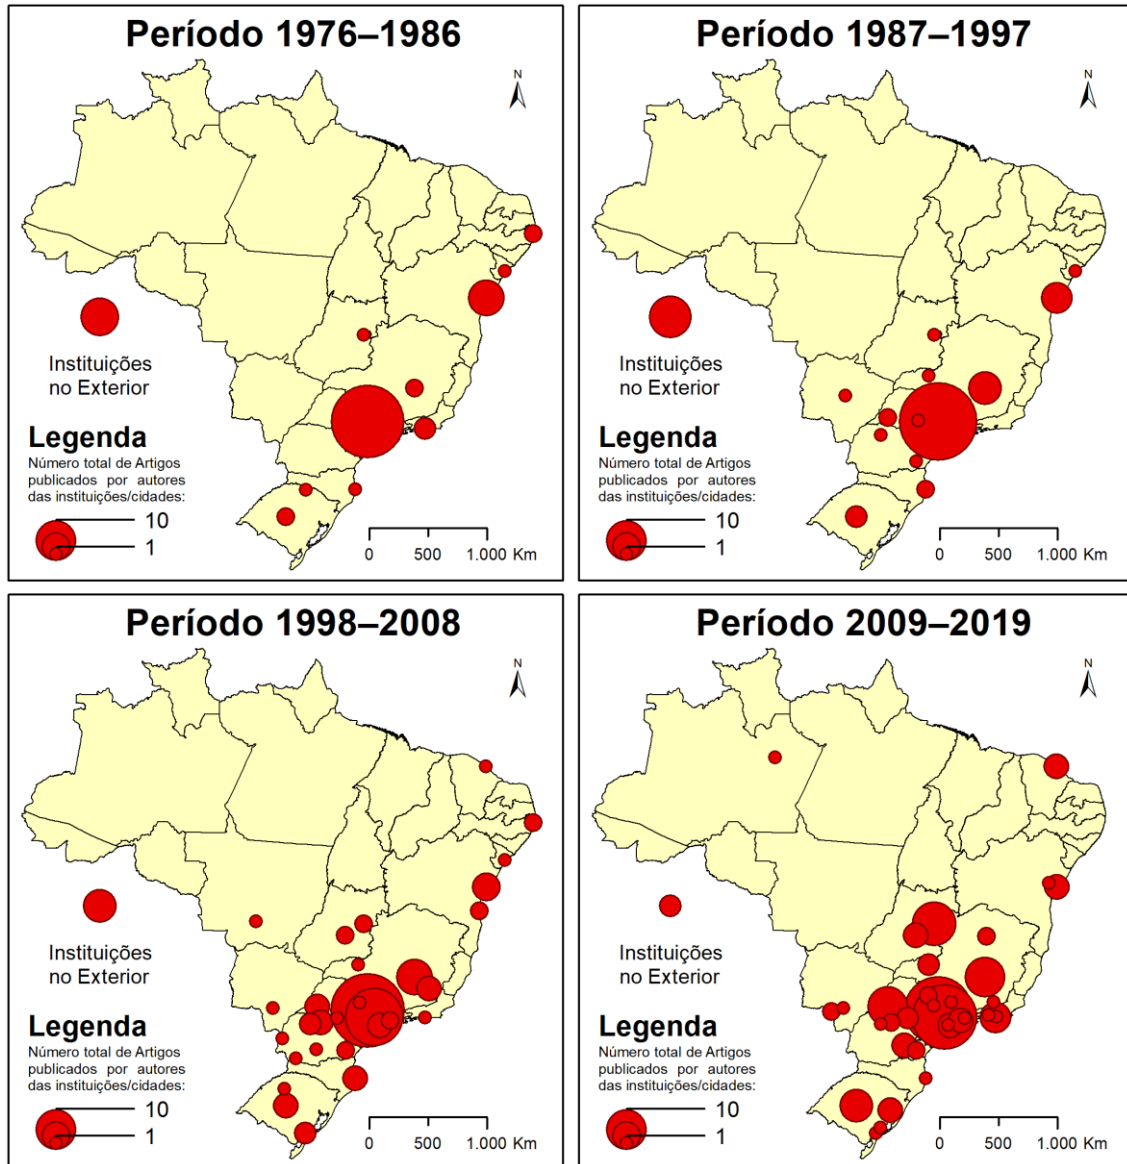 Período 1976–1986
N
Instituições
no Exterior
Legenda
Número total de Artigos
publicados por autores
das instituições/cidades:
10
1
0 500 1.000 Km
Período 1987–1997
N
Instituições
no Exterior
Legenda
Número total de Artigos
publicados por autores
das instituições/cidades:
10
1
0 500 1.000 Km
Período 1998–2008
N
Instituições
no Exterior
Legenda
Número total de Artigos
publicados por autores
das instituições/cidades:
10
1
0 500 1.000 Km
Período 2009–2019
N
Instituições
no Exterior
Legenda
Número total de Artigos
publicados por autores
das instituições/cidades:
10
1
0 500 1.000 Km